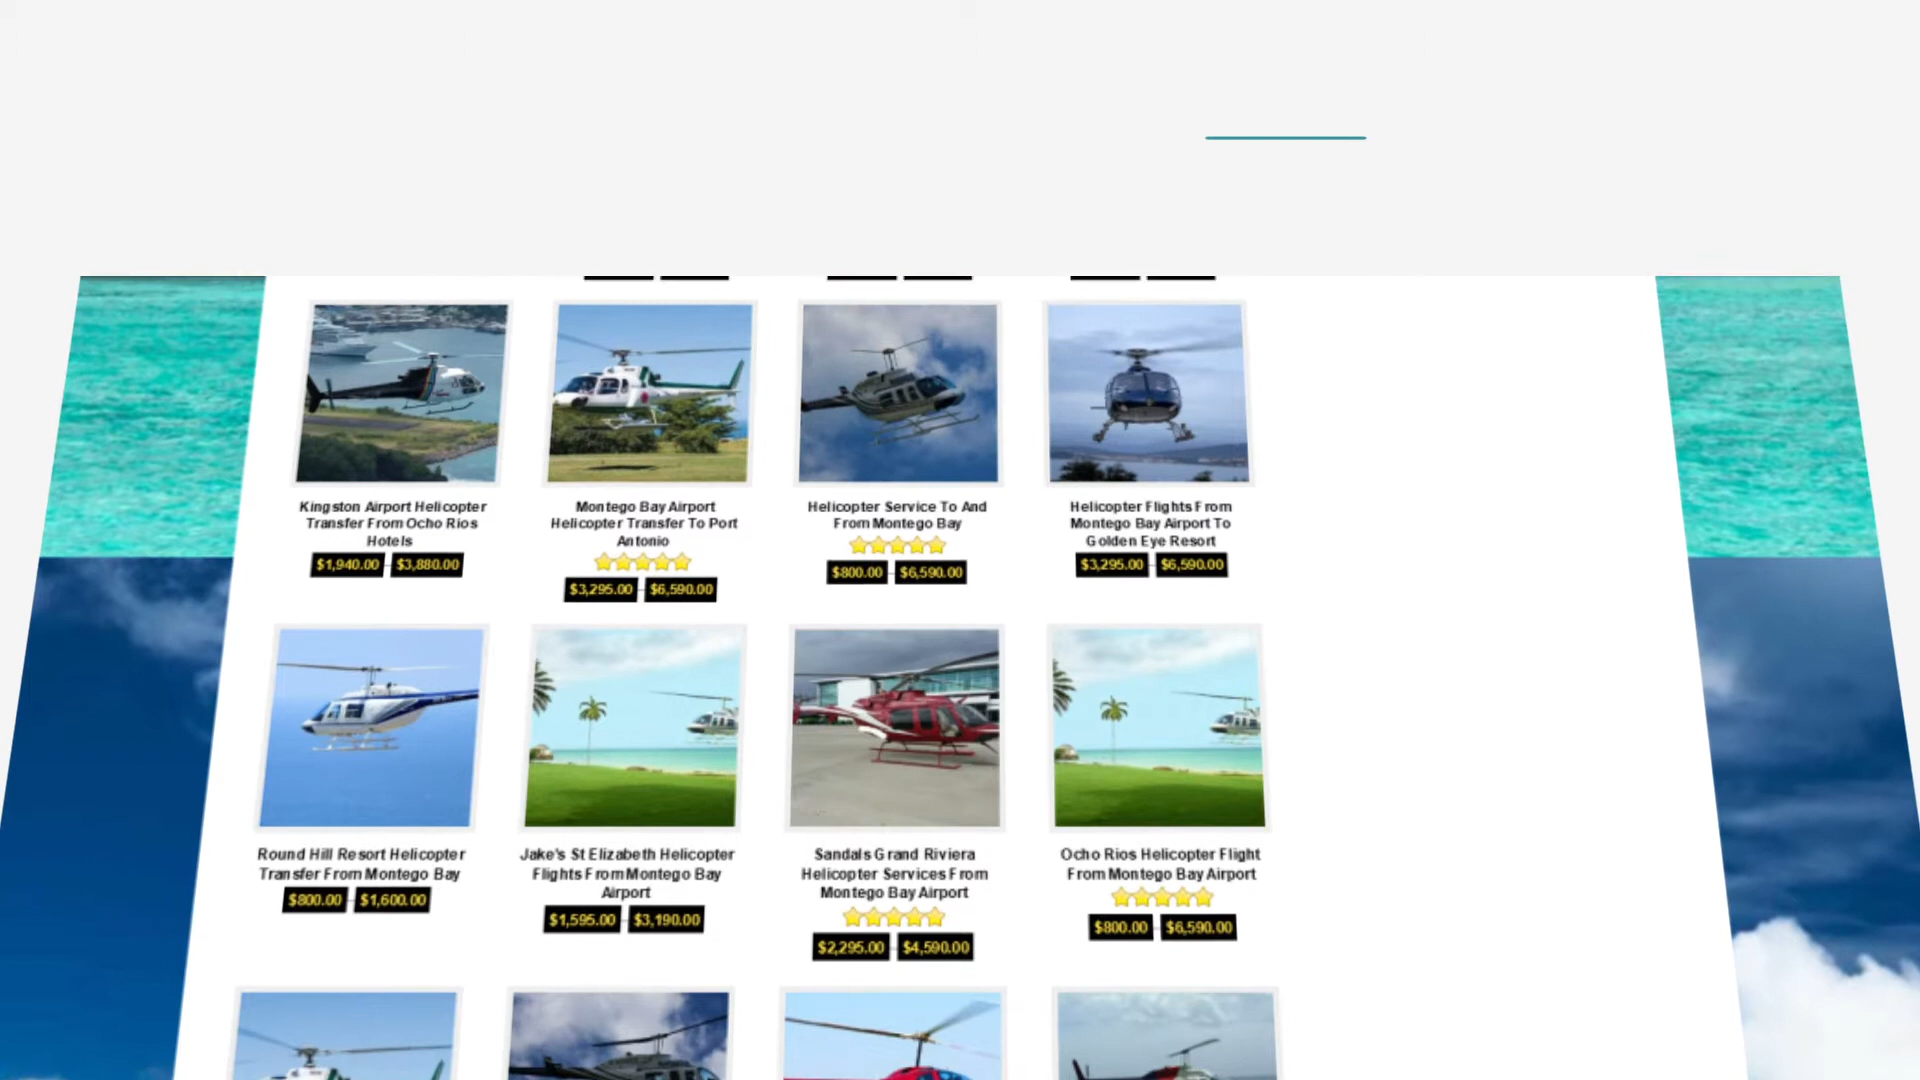 Kingston Airport Helicopter
Transfer From Ocho Rios
Hotels
$1,940.00 - $3,880.00
Montego Bay Airport
Helicopter Transfer To Port
Antonio
$3,295.00 - $6,590.00
Helicopter Service To And
From Montego Bay
$800.00 - $6,590.00
Helicopter Flights From
Montego Bay Airport To
Golden Eye Resort
$3,295.00 - $6,590.00
Round Hill Resort Helicopter
Transfer From Montego Bay
$800.00 - $1,600.00
Jake's St Elizabeth Helicopter
Flights From Montego Bay
Airport
$1,595.00 - $3,190.00
Sandals Grand Riviera
Helicopter Services From
Montego Bay Airport
$2,295.00 - $4,590.00
Ocho Rios Helicopter Flight
From Montego Bay Airport
$800.00 - $6,590.00